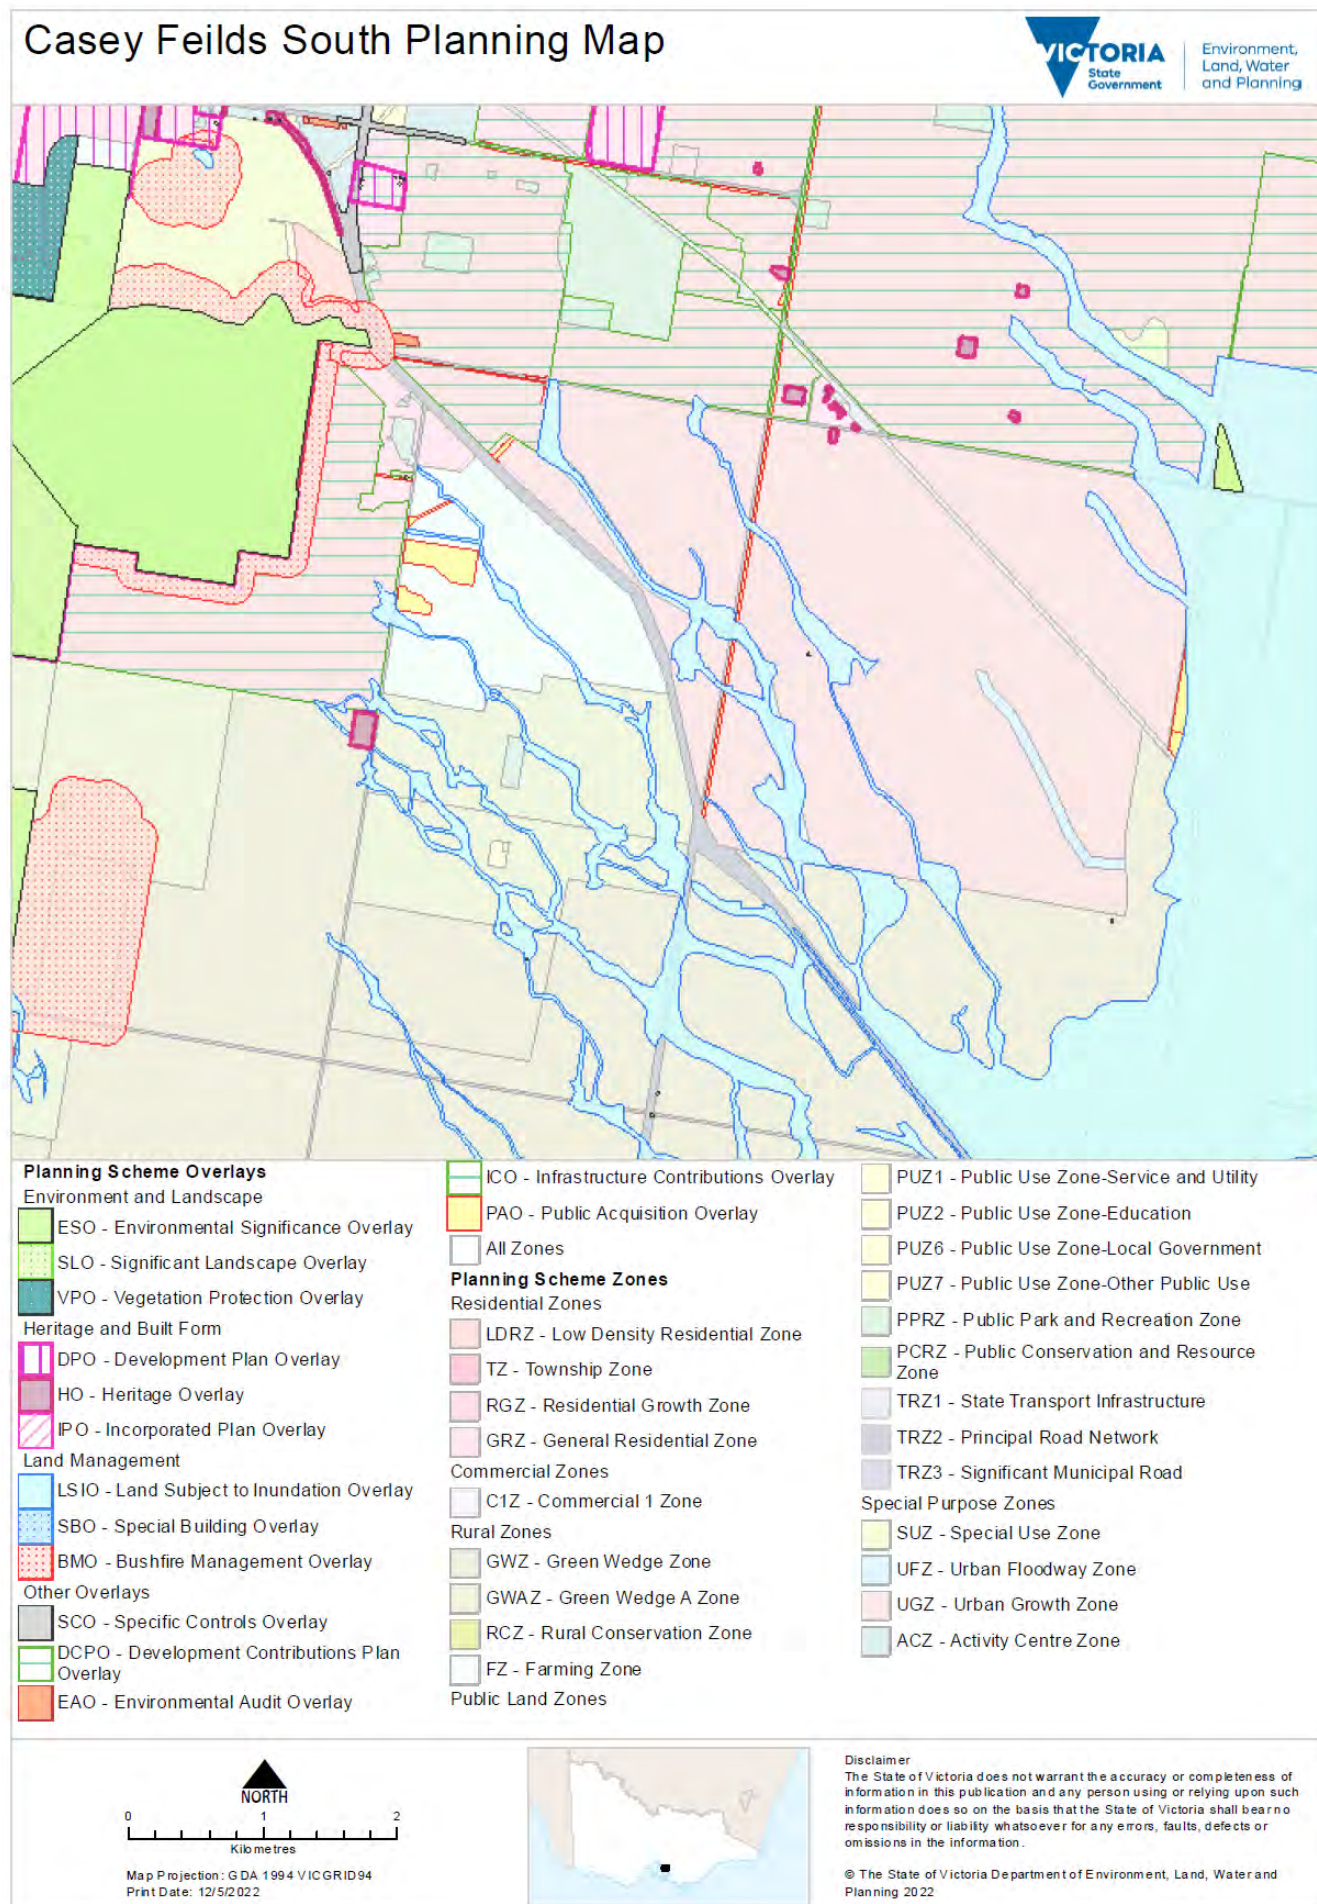 Casey Feilds South Planning Map
VICTORIA
State
Government
Environment,
Land, Water
and Planning
Planning Scheme Overlays
Environment and Landscape
ESO - Environmental Significance Overlay
SLO - Significant Landscape Overlay
VPO - Vegetation Protection Overlay
Heritage and Built Form
DPO - Development Plan Overlay
HO - Heritage Overlay
IPO - Incorporated Plan Overlay
Land Management
LSIO - Land Subject to Inundation Overlay
SBO - Special Building Overlay
BMO - Bushfire Management Overlay
Other Overlays
SCO - Specific Controls Overlay
DCPO - Development Contributions Plan
Overlay
EAO - Environmental Audit Overlay
ICO - Infrastructure Contributions Overlay
PAO - Public Acquisition Overlay
All Zones
Planning Scheme Zones
Residential Zones
LDRZ - Low Density Residential Zone
TZ - Township Zone
RGZ - Residential Growth Zone
GRZ - General Residential Zone
Commercial Zones
C1Z - Commercial 1 Zone
Rural Zones
GWZ - Green Wedge Zone
GWAZ - Green Wedge A Zone
RCZ - Rural Conservation Zone
FZ - Farming Zone
Public Land Zones
PUZ1 - Public Use Zone-Service and Utility
PUZ2 - Public Use Zone-Education
PUZ6 - Public Use Zone-Local Government
PUZ7 - Public Use Zone-Other Public Use
PPRZ - Public Park and Recreation Zone
PCRZ - Public Conservation and Resource
Zone
TRZ1 - State Transport Infrastructure
TRZ2 - Principal Road Network
TRZ3 - Significant Municipal Road
Special Purpose Zones
SUZ - Special Use Zone
UFZ - Urban Floodway Zone
UGZ - Urban Growth Zone
ACZ - Activity Centre Zone
NORTH
0 1 2
Kilometres
Map Projection: GDA 1994 VICGRID94
Print Date: 12/5/2022
Disclaimer
The State of Victoria does not warrant the accuracy or completeness of
information in this publication and any person using or relying upon such
information does so on the basis that the State of Victoria shall bear no
responsibility or liability whatsoever for any errors, faults, defects or
omissions in the information.
© The State of Victoria Department of Environment, Land, Water and
Planning 2022